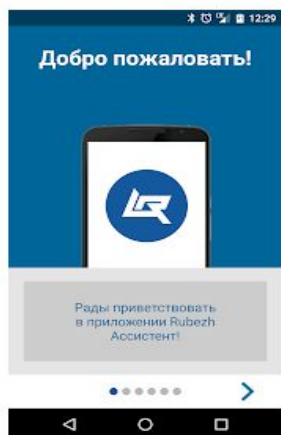 12:29
Добро пожаловать!
Рады приветствовать
в приложении Rubezh
Ассистент!